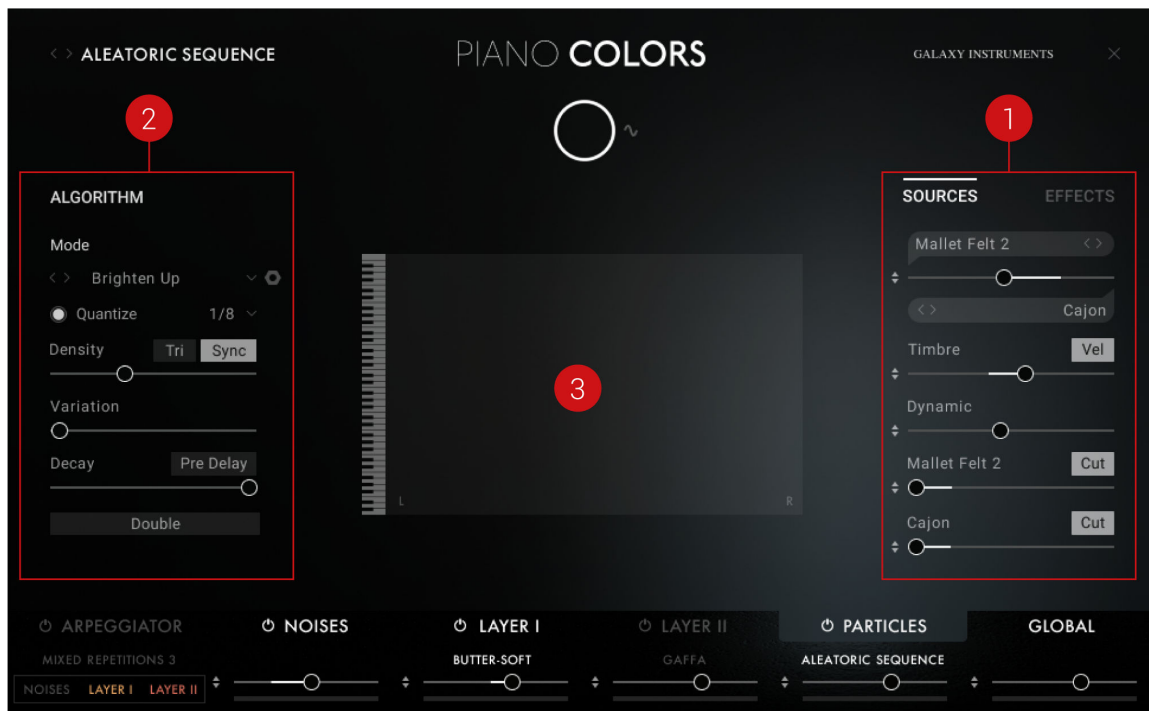 < > ALEATORIC SEQUENCE
PIANO COLORS
GALAXY INSTRUMENTS
2
1
ALGORITHM
Mode
Brighten Up
Quantize 1/8
Density Tri Sync
Variation
Decay Pre Delay
Double
3
L R
SOURCES EFFECTS
Mallet Felt 2
Cajon
Timbre Vel
Dynamic
Mallet Felt 2 Cut
Cajon Cut
ARPEGGIATOR NOISES LAYER I LAYER II PARTICLES GLOBAL
MIXED REPETITIONS 3 BUTTER-SOFT GAFFA ALEATORIC SEQUENCE
NOISES LAYER I LAYER II